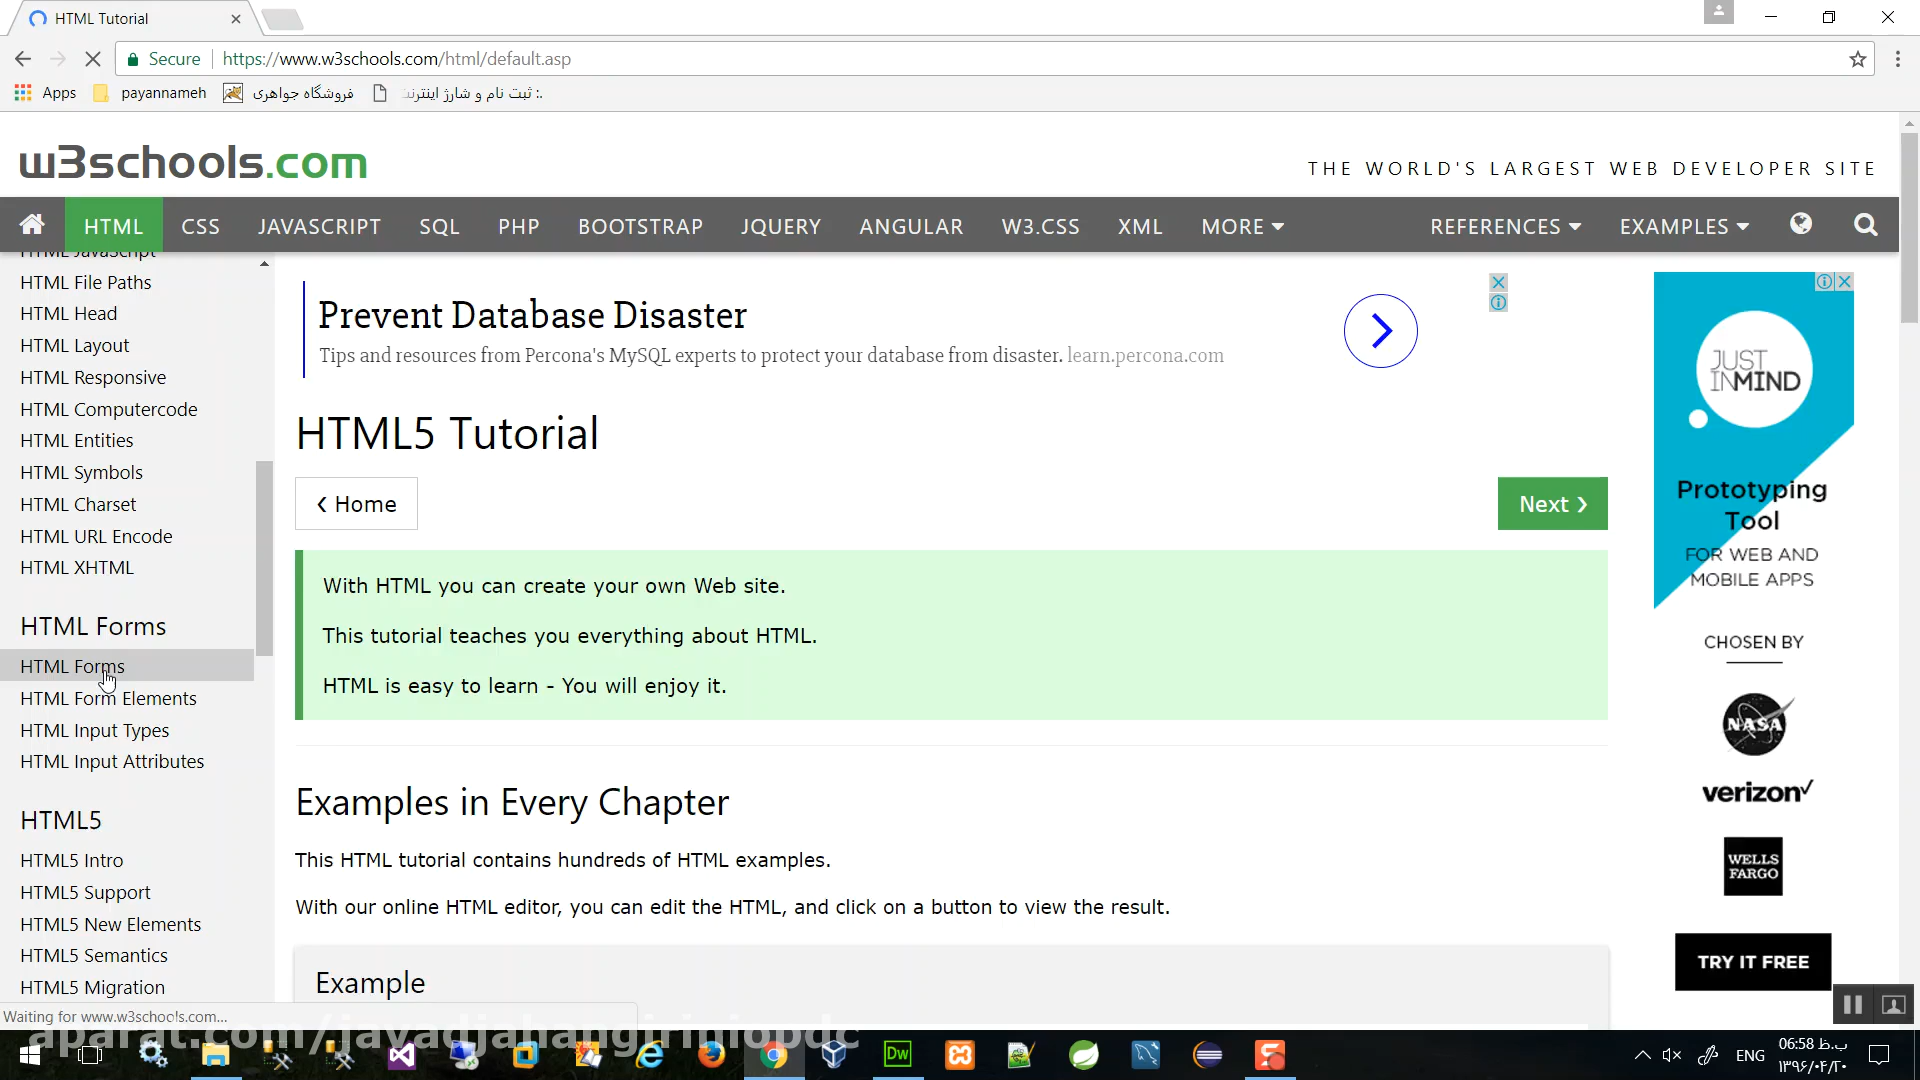 HTML Tutorial
Secure
https://www.w3schools.com/html/default.asp
Apps
payannameh
فروشگاه جواهری
ثبت نام و شارژ اینترنت :.
w3schools.com
THE WORLD'S LARGEST WEB DEVELOPER SITE
HTML
CSS
JAVASCRIPT
SQL
PHP
BOOTSTRAP
JQUERY
ANGULAR
W3.CSS
XML
MORE
REFERENCES
EXAMPLES
HTML JavaScript
HTML File Paths
HTML Head
HTML Layout
HTML Responsive
HTML Computercode
HTML Entities
HTML Symbols
HTML Charset
HTML URL Encode
HTML XHTML
HTML Forms
HTML Forms
HTML Form Elements
HTML Input Types
HTML Input Attributes
HTML5
HTML5 Intro
HTML5 Support
HTML5 New Elements
HTML5 Semantics
HTML5 Migration
Prevent Database Disaster
Tips and resources from Percona's MySQL experts to protect your database from disaster. learn.percona.com
HTML5 Tutorial
❮ Home
Next ❯
With HTML you can create your own Web site.
This tutorial teaches you everything about HTML.
HTML is easy to learn - You will enjoy it.
Examples in Every Chapter
This HTML tutorial contains hundreds of HTML examples.
With our online HTML editor, you can edit the HTML, and click on a button to view the result.
Example
JUST
INMIND
Prototyping
Tool
FOR WEB AND
MOBILE APPS
CHOSEN BY
NASA
verizon✓
WELLS
FARGO
TRY IT FREE
Waiting for www.w3schools.com...
aparat.com/javadjahangiriniopdc
Dw
ENG
06:58 ب.ظ
۱۳۹۶/۰۴/۲۰